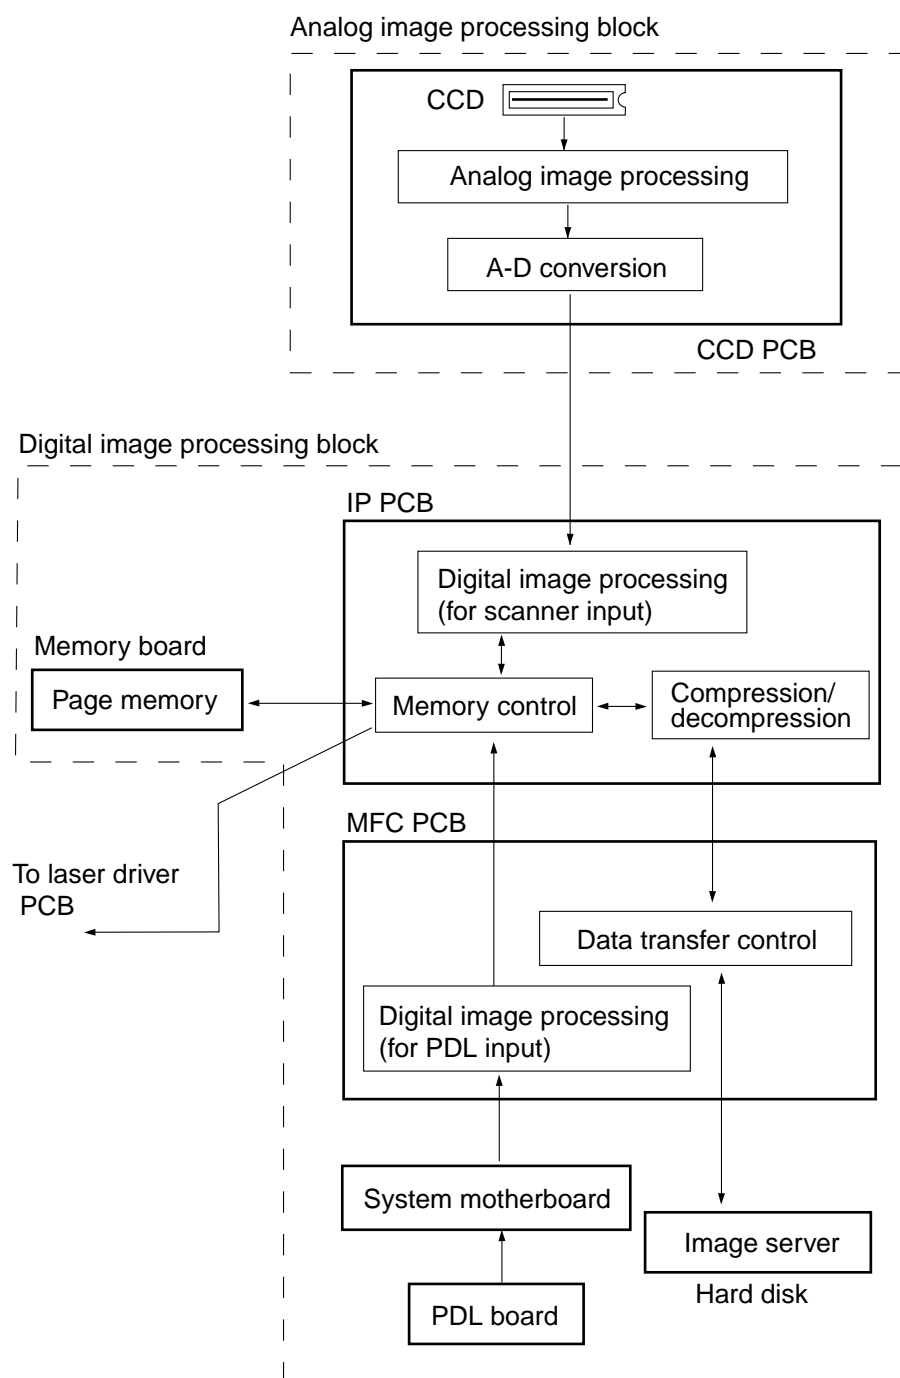 Analog image processing block
CCD
Analog image processing
A-D conversion
CCD PCB
Digital image processing block
IP PCB
Digital image processing
(for scanner input)
Memory board
Page memory
Memory control
Compression/
decompression
MFC PCB
To laser driver
PCB
Data transfer control
Digital image processing
(for PDL input)
System motherboard
Image server
Hard disk
PDL board